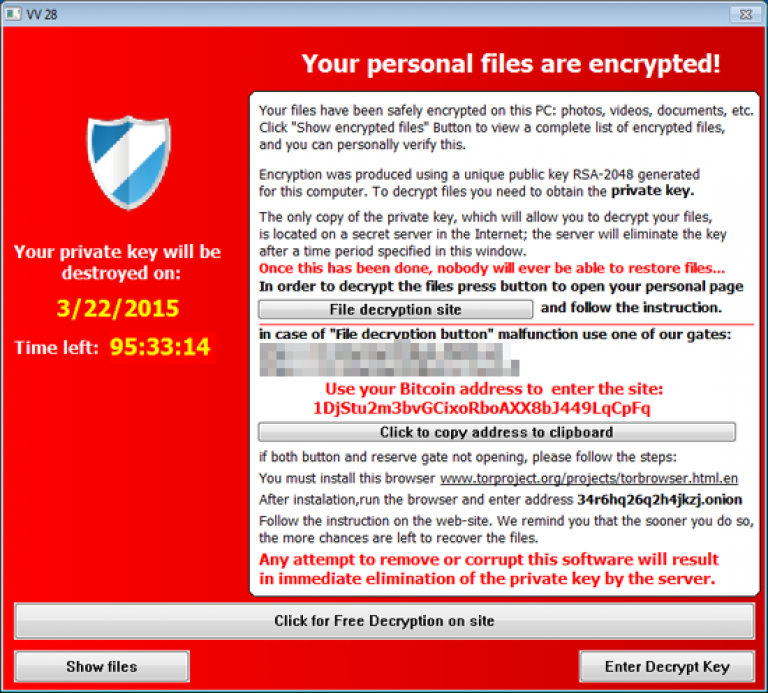 VV 28
Your personal files are encrypted!
Your files have been safely encrypted on this PC: photos, videos, documents, etc.
Click "Show encrypted files" Button to view a complete list of encrypted files,
and you can personally verify this.
Encryption was produced using a unique public key RSA-2048 generated
for this computer. To decrypt files you need to obtain the private key.
The only copy of the private key, which will allow you to decrypt your files,
is located on a secret server in the Internet; the server will eliminate the key
after a time period specified in this window.
Once this has been done, nobody will ever be able to restore files...
In order to decrypt the files press button to open your personal page
File decryption site
and follow the instruction.
in case of "File decryption button" malfunction use one of our gates:
Use your Bitcoin address to enter the site:
1DjStu2m3bvGCixoRboAXX8bJ449LqCpFq
Click to copy address to clipboard
if both button and reserve gate not opening, please follow the steps:
You must install this browser www.torproject.org/projects/torbrowser.html.en
After instalation,run the browser and enter address 34r6hq26q2h4jkzj.onion
Follow the instruction on the web-site. We remind you that the sooner you do so,
the more chances are left to recover the files.
Any attempt to remove or corrupt this software will result
in immediate elimination of the private key by the server.
Your private key will be
destroyed on:
3/22/2015
Time left: 95:33:14
Click for Free Decryption on site
Show files
Enter Decrypt Key